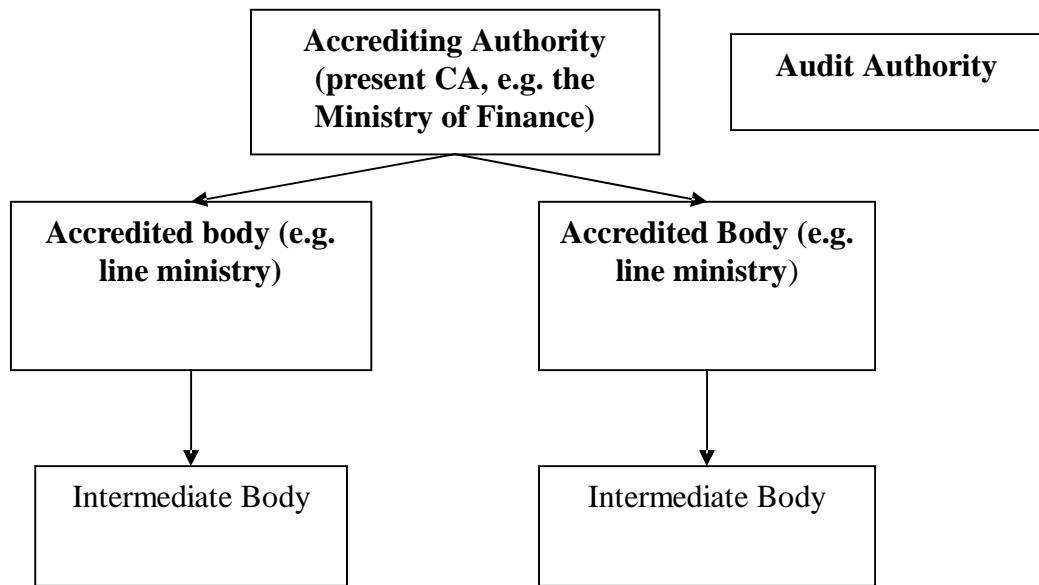 Accrediting Authority
(present CA, e.g. the
Ministry of Finance)
Audit Authority
Accredited body (e.g.
line ministry)
Accredited Body (e.g.
line ministry)
Intermediate Body
Intermediate Body